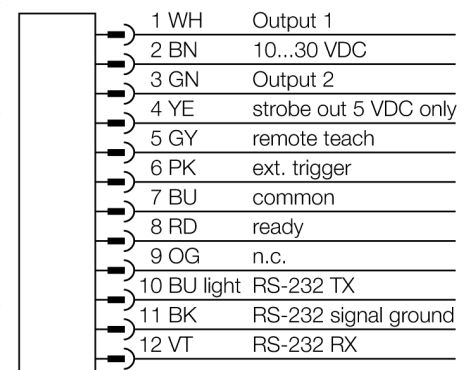 1 WH Output 1
2 BN 10...30 VDC
3 GN Output 2
4 YE strobe out 5 VDC only
5 GY remote teach
6 PK ext. trigger
7 BU common
8 RD ready
9 OG n.c.
10 BU light RS-232 TX
11 BK RS-232 signal ground
12 VT RS-232 RX